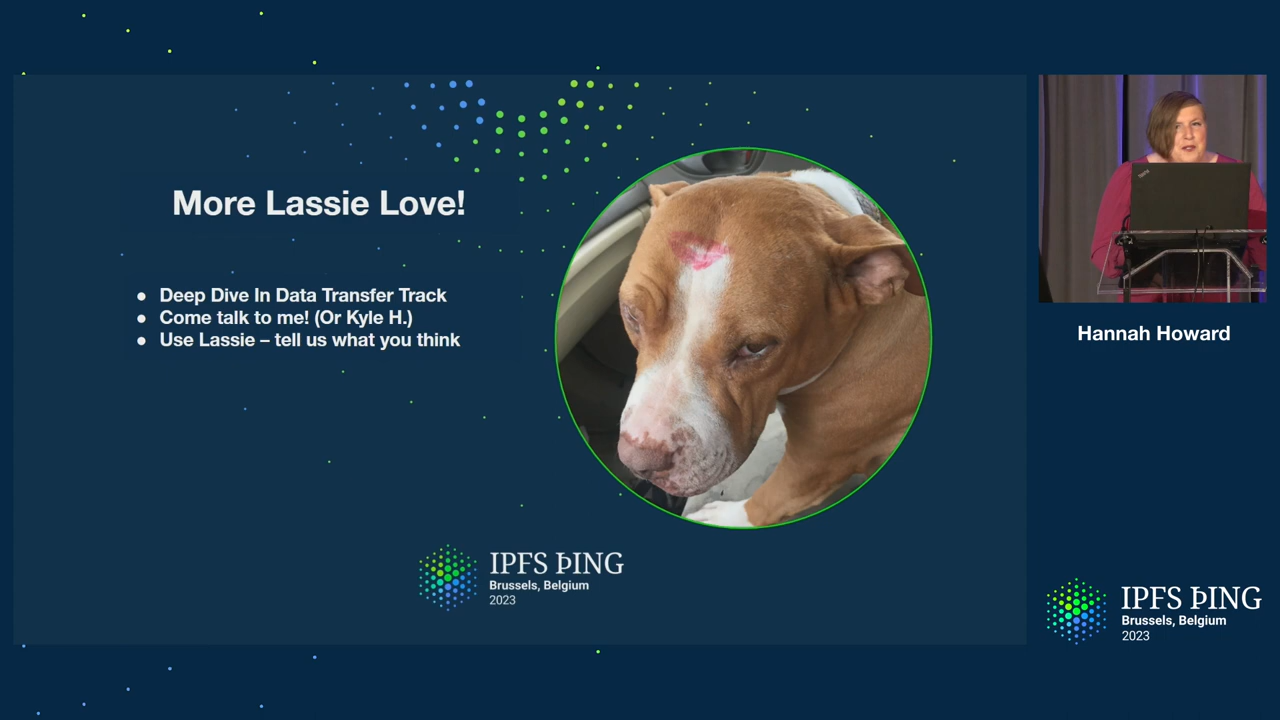 More Lassie Love!
● Deep Dive In Data Transfer Track
● Come talk to me! (Or Kyle H.)
● Use Lassie – tell us what you think
IPFS ÞING
Brussels, Belgium
2023
ThinkPad
Hannah Howard
IPFS ÞING
Brussels, Belgium
2023